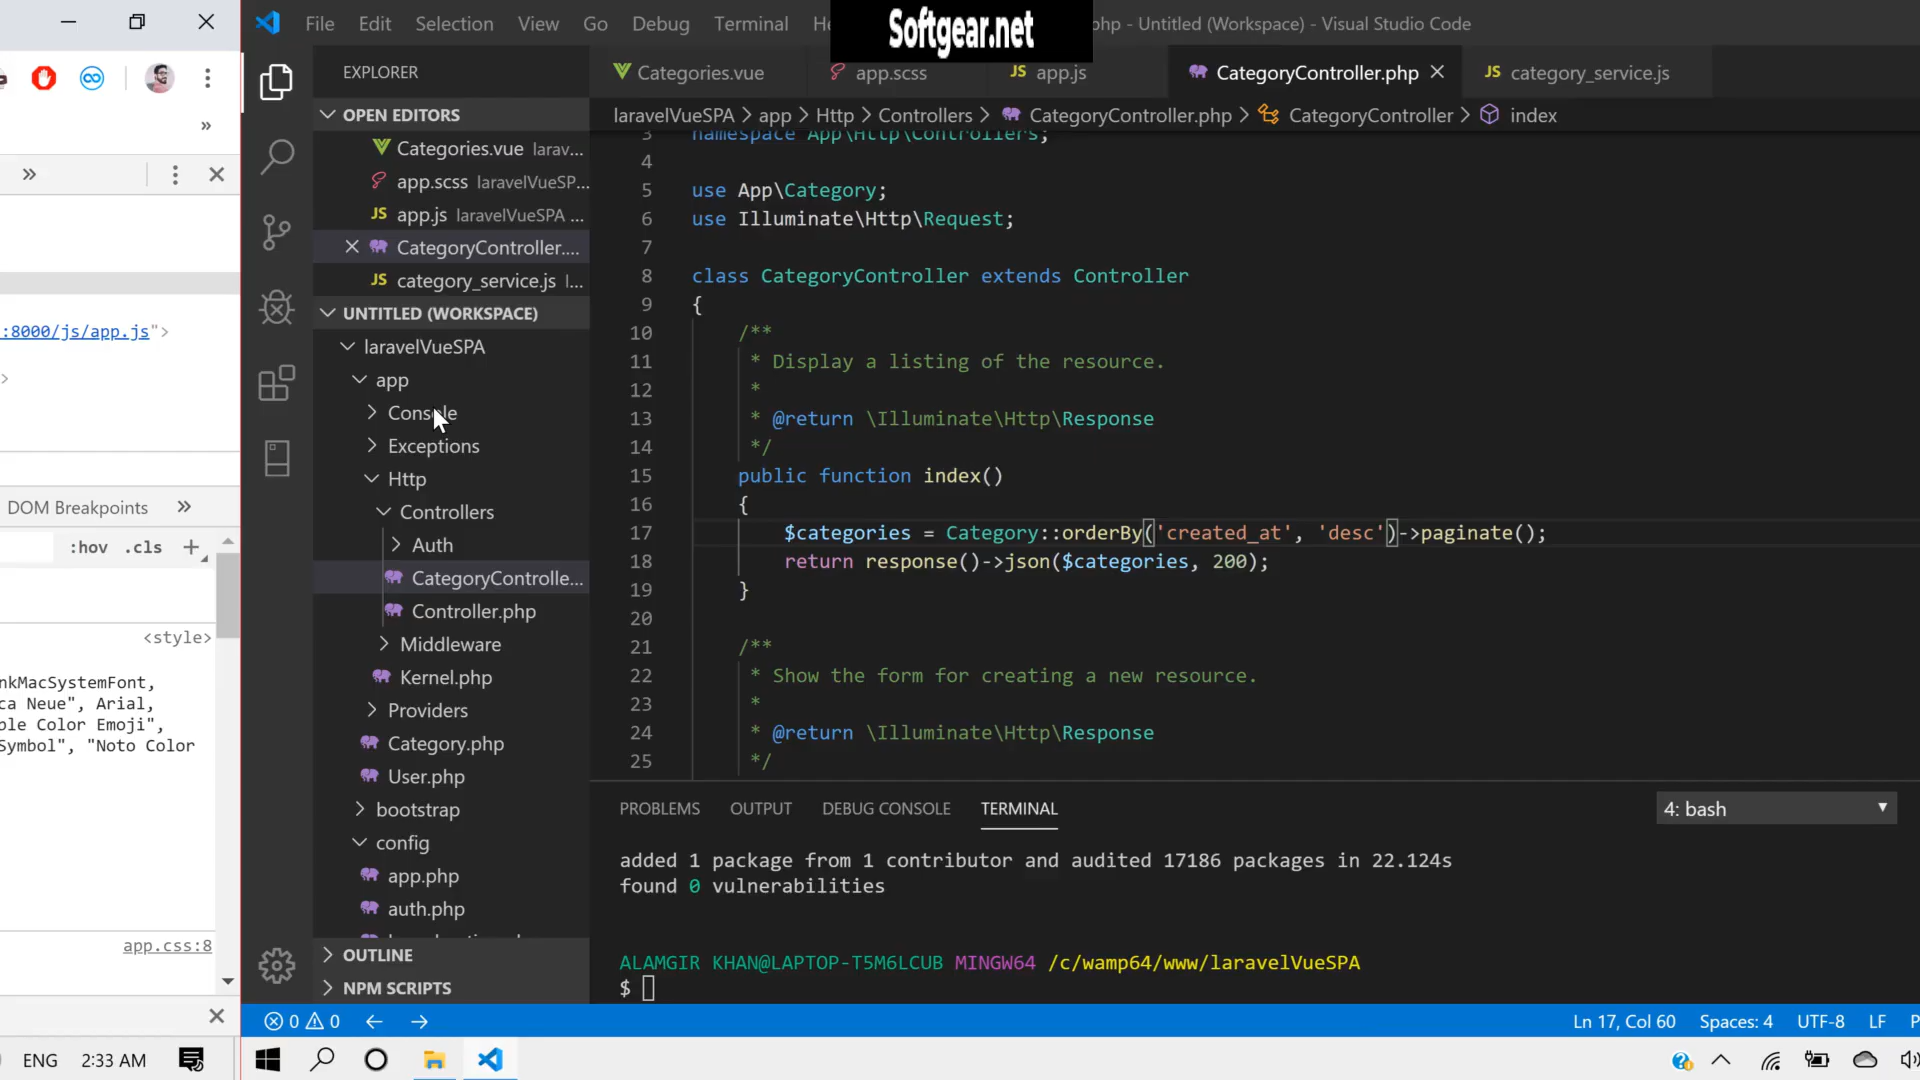 Softgear.net
File Edit Selection View Go Debug Terminal
php - Untitled (Workspace) - Visual Studio Code
EXPLORER
Categories.vue
app.scss
JS app.js
CategoryController.php
JS category_service.js
OPEN EDITORS
laravelVueSPA > app > Http > Controllers > CategoryController.php > CategoryController > index
Categories.vue larav...
app.scss laravelVueSP...
JS app.js laravelVueSPA ...
CategoryController....
JS category_service.js l...
UNTITLED (WORKSPACE)
laravelVueSPA
app
Console
Exceptions
Http
Controllers
Auth
CategoryControlle...
Controller.php
Middleware
Kernel.php
Providers
Category.php
User.php
bootstrap
config
app.php
auth.php
OUTLINE
NPM SCRIPTS
3 namespace App\Http\Controllers;
4
5 use App\Category;
6 use Illuminate\Http\Request;
7
8 class CategoryController extends Controller
9 {
10 /**
11 * Display a listing of the resource.
12 *
13 * @return \Illuminate\Http\Response
14 */
15 public function index()
16 {
17 $categories = Category::orderBy('created_at', 'desc')->paginate();
18 return response()->json($categories, 200);
19 }
20
21 /**
22 * Show the form for creating a new resource.
23 *
24 * @return \Illuminate\Http\Response
25 */
PROBLEMS OUTPUT DEBUG CONSOLE TERMINAL
4: bash
added 1 package from 1 contributor and audited 17186 packages in 22.124s
found 0 vulnerabilities
ALAMGIR KHAN@LAPTOP-T5M6LCUB MINGW64 /c/wamp64/www/laravelVueSPA
$
0 0
Ln 17, Col 60 Spaces: 4 UTF-8 LF P
:8000/js/app.js">
>
DOM Breakpoints
:hov .cls +
<style>
nkMacSystemFont,
ca Neue", Arial,
ple Color Emoji",
Symbol", "Noto Color
app.css:8
ENG 2:33 AM